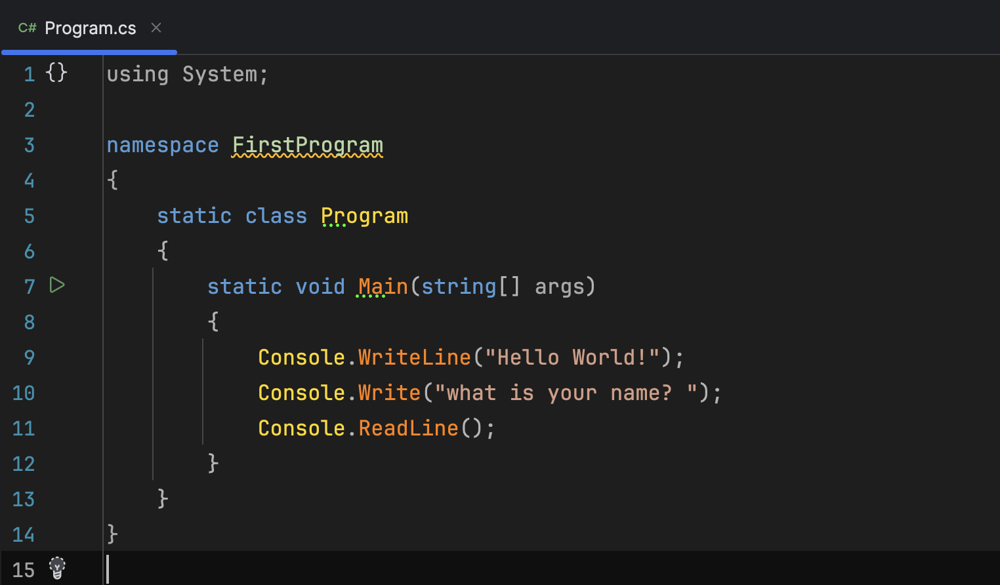 C# Program.cs ×
1 {} using System;
2
3 namespace FirstProgram
4 {
5     static class Program
6     {
7         static void Main(string[] args)
8         {
9             Console.WriteLine("Hello World!");
10             Console.Write("what is your name? ");
11             Console.ReadLine();
12         }
13     }
14 }
15